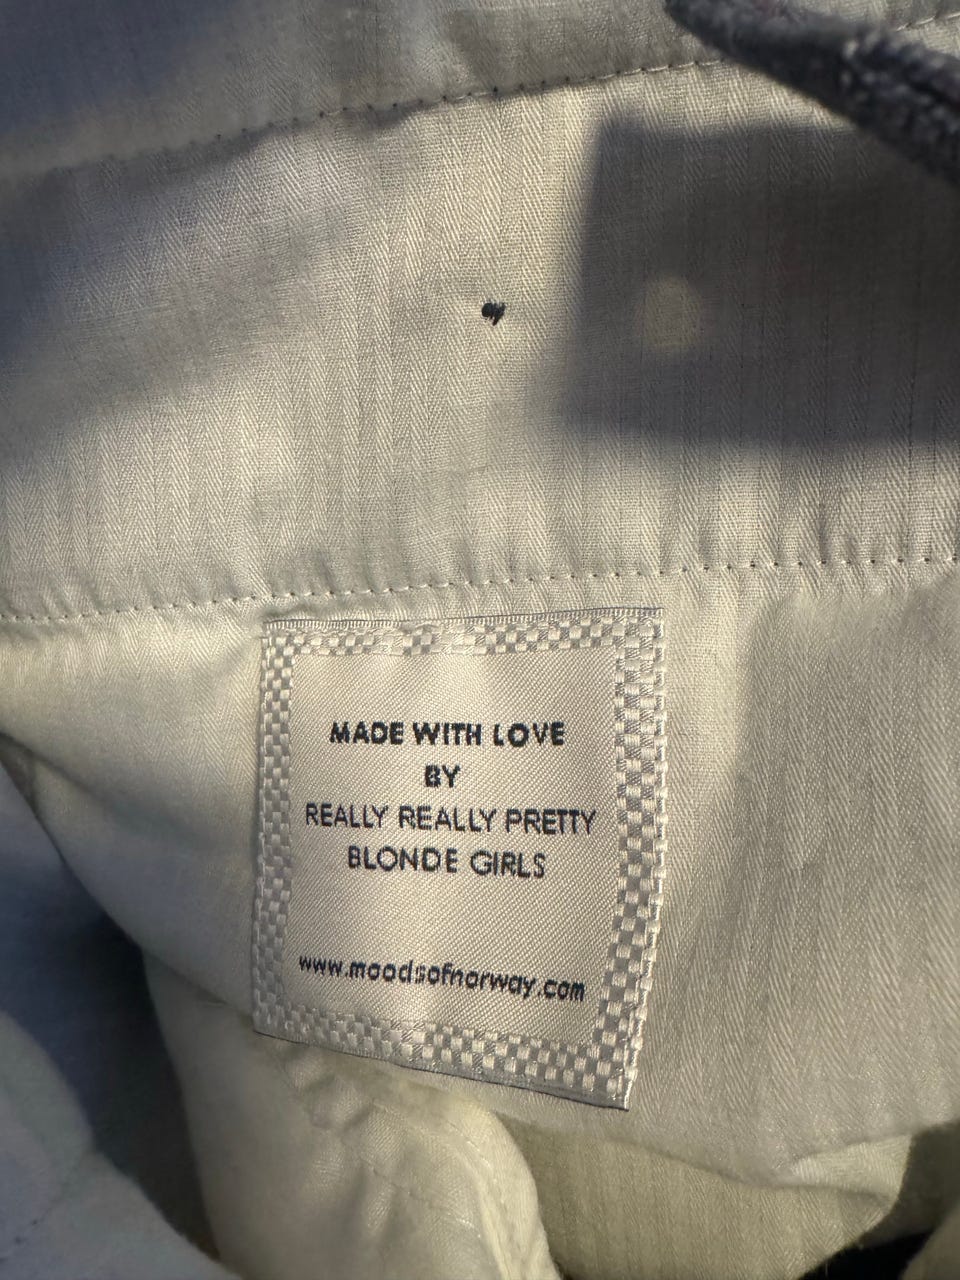 MADE WITH LOVE
BY
REALLY REALLY PRETTY
BLONDE GIRLS
www.moodsofnorway.com